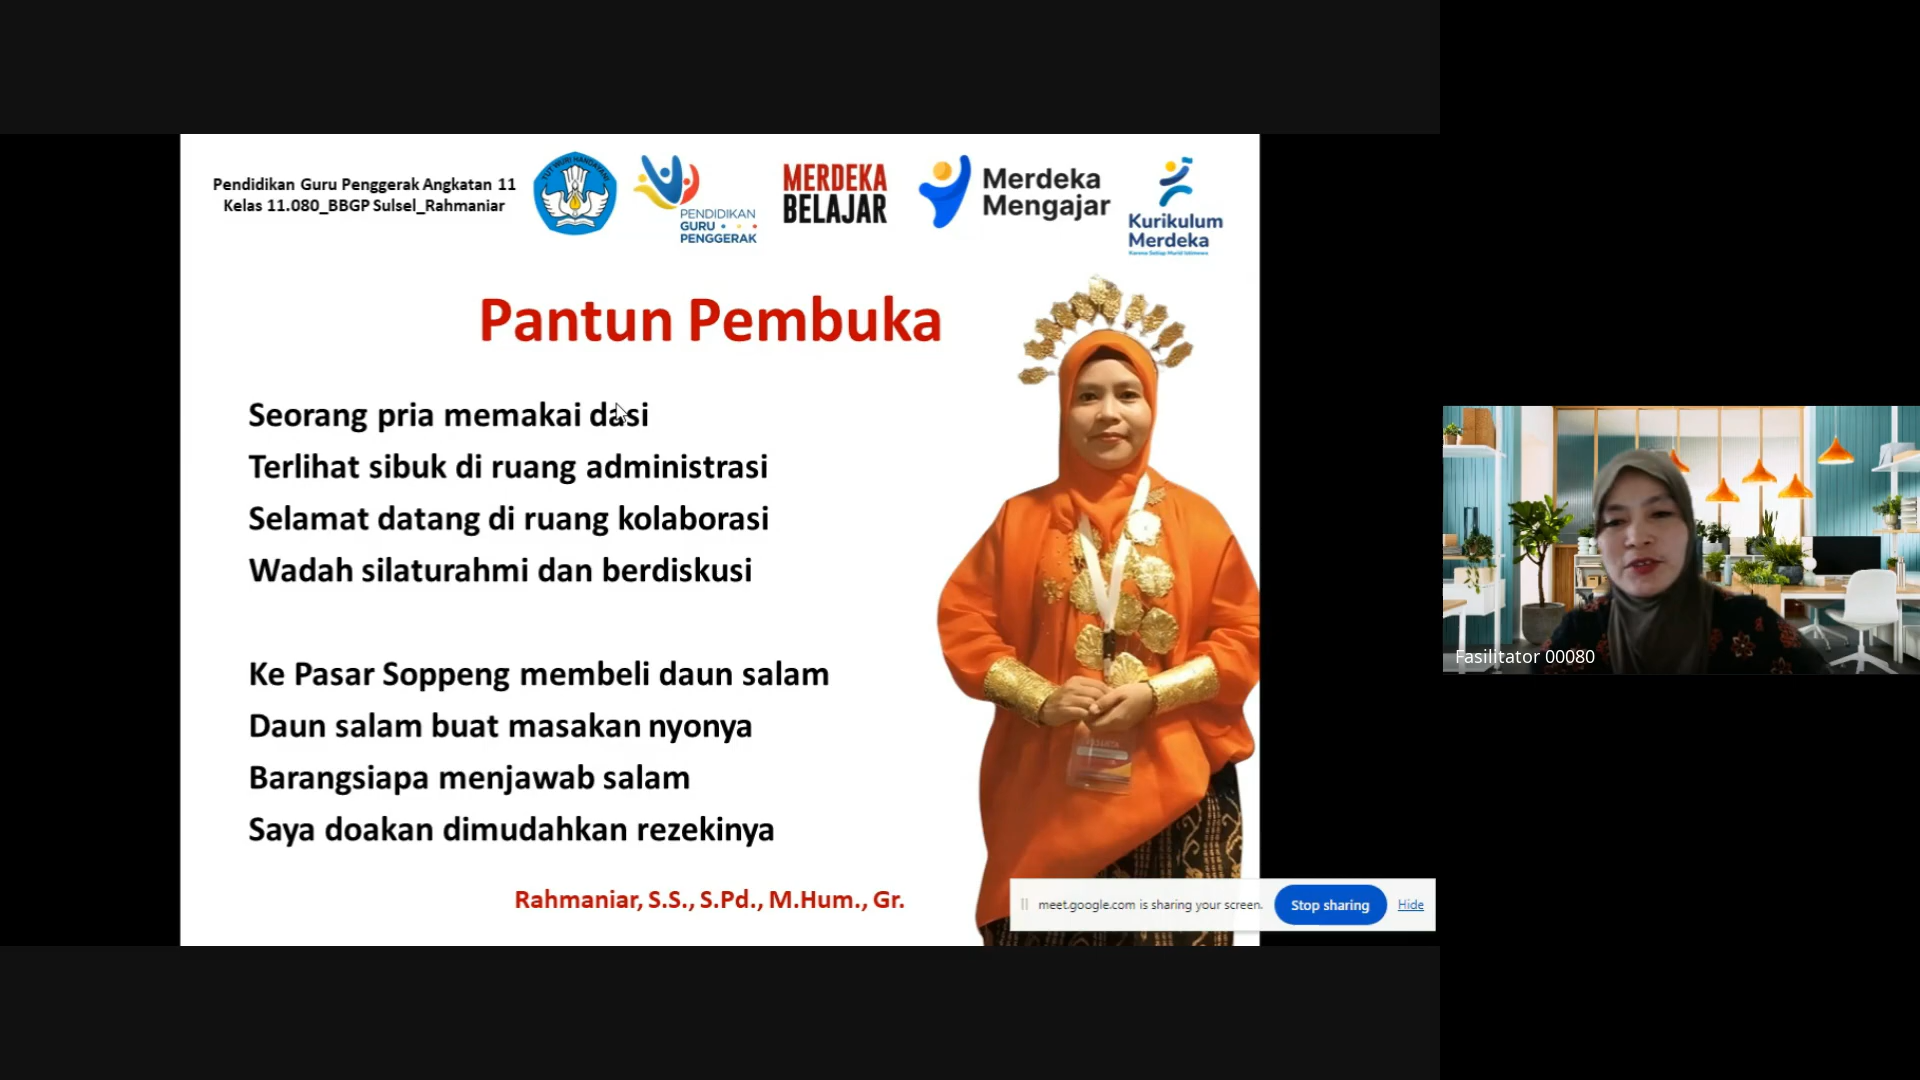 Pendidikan Guru Penggerak Angkatan 11
Kelas 11.080_BBGP Sulsel_Rahmaniar
TUT WURI HANDAYANI
PENDIDIKAN
GURU
PENGGERAK
MERDEKA
BELAJAR
Merdeka
Mengajar
Kurikulum
Merdeka
Pantun Pembuka
Seorang pria memakai dasi
Terlihat sibuk di ruang administrasi
Selamat datang di ruang kolaborasi
Wadah silaturahmi dan berdiskusi
Ke Pasar Soppeng membeli daun salam
Daun salam buat masakan nyonya
Barangsiapa menjawab salam
Saya doakan dimudahkan rezekinya
Rahmaniar, S.S., S.Pd., M.Hum., Gr.
meet.google.com is sharing your screen.
Stop sharing
Hide
Fasilitator 00080